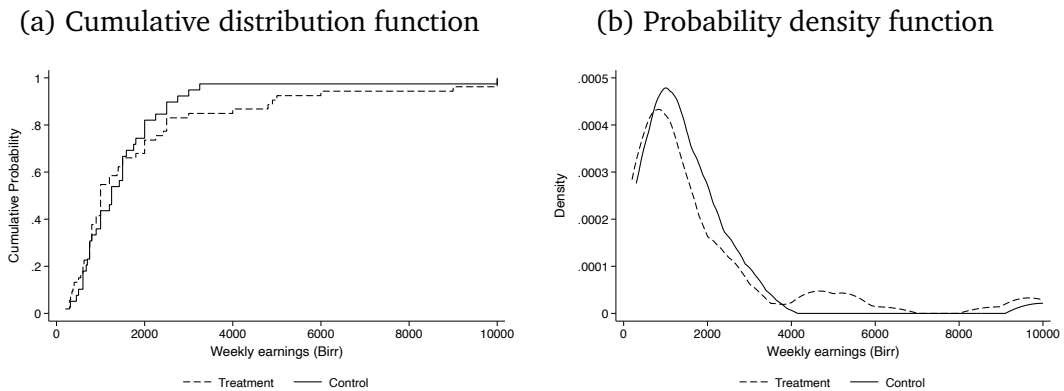 (a) Cumulative distribution function
1
.8
.6
.4
.2
0
Cumulative Probability
0 2000 4000 6000 8000 10000
Weekly earnings (Birr)
Treatment Control
(b) Probability density function
.0005
.0004
.0003
.0002
.0001
0
Density
0 2000 4000 6000 8000 10000
Weekly earnings (Birr)
Treatment Control